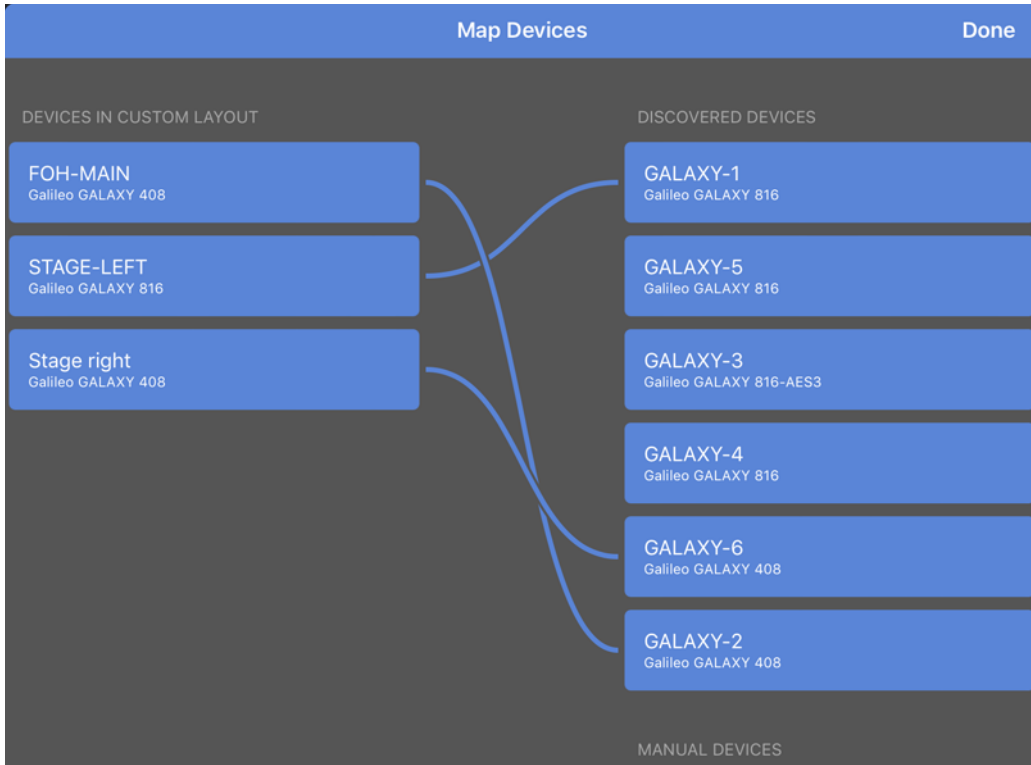 Map Devices
Done
DEVICES IN CUSTOM LAYOUT
FOH-MAIN
Galileo GALAXY 408
STAGE-LEFT
Galileo GALAXY 816
Stage right
Galileo GALAXY 408
DISCOVERED DEVICES
GALAXY-1
Galileo GALAXY 816
GALAXY-5
Galileo GALAXY 816
GALAXY-3
Galileo GALAXY 816-AES3
GALAXY-4
Galileo GALAXY 816
GALAXY-6
Galileo GALAXY 408
GALAXY-2
Galileo GALAXY 408
MANUAL DEVICES